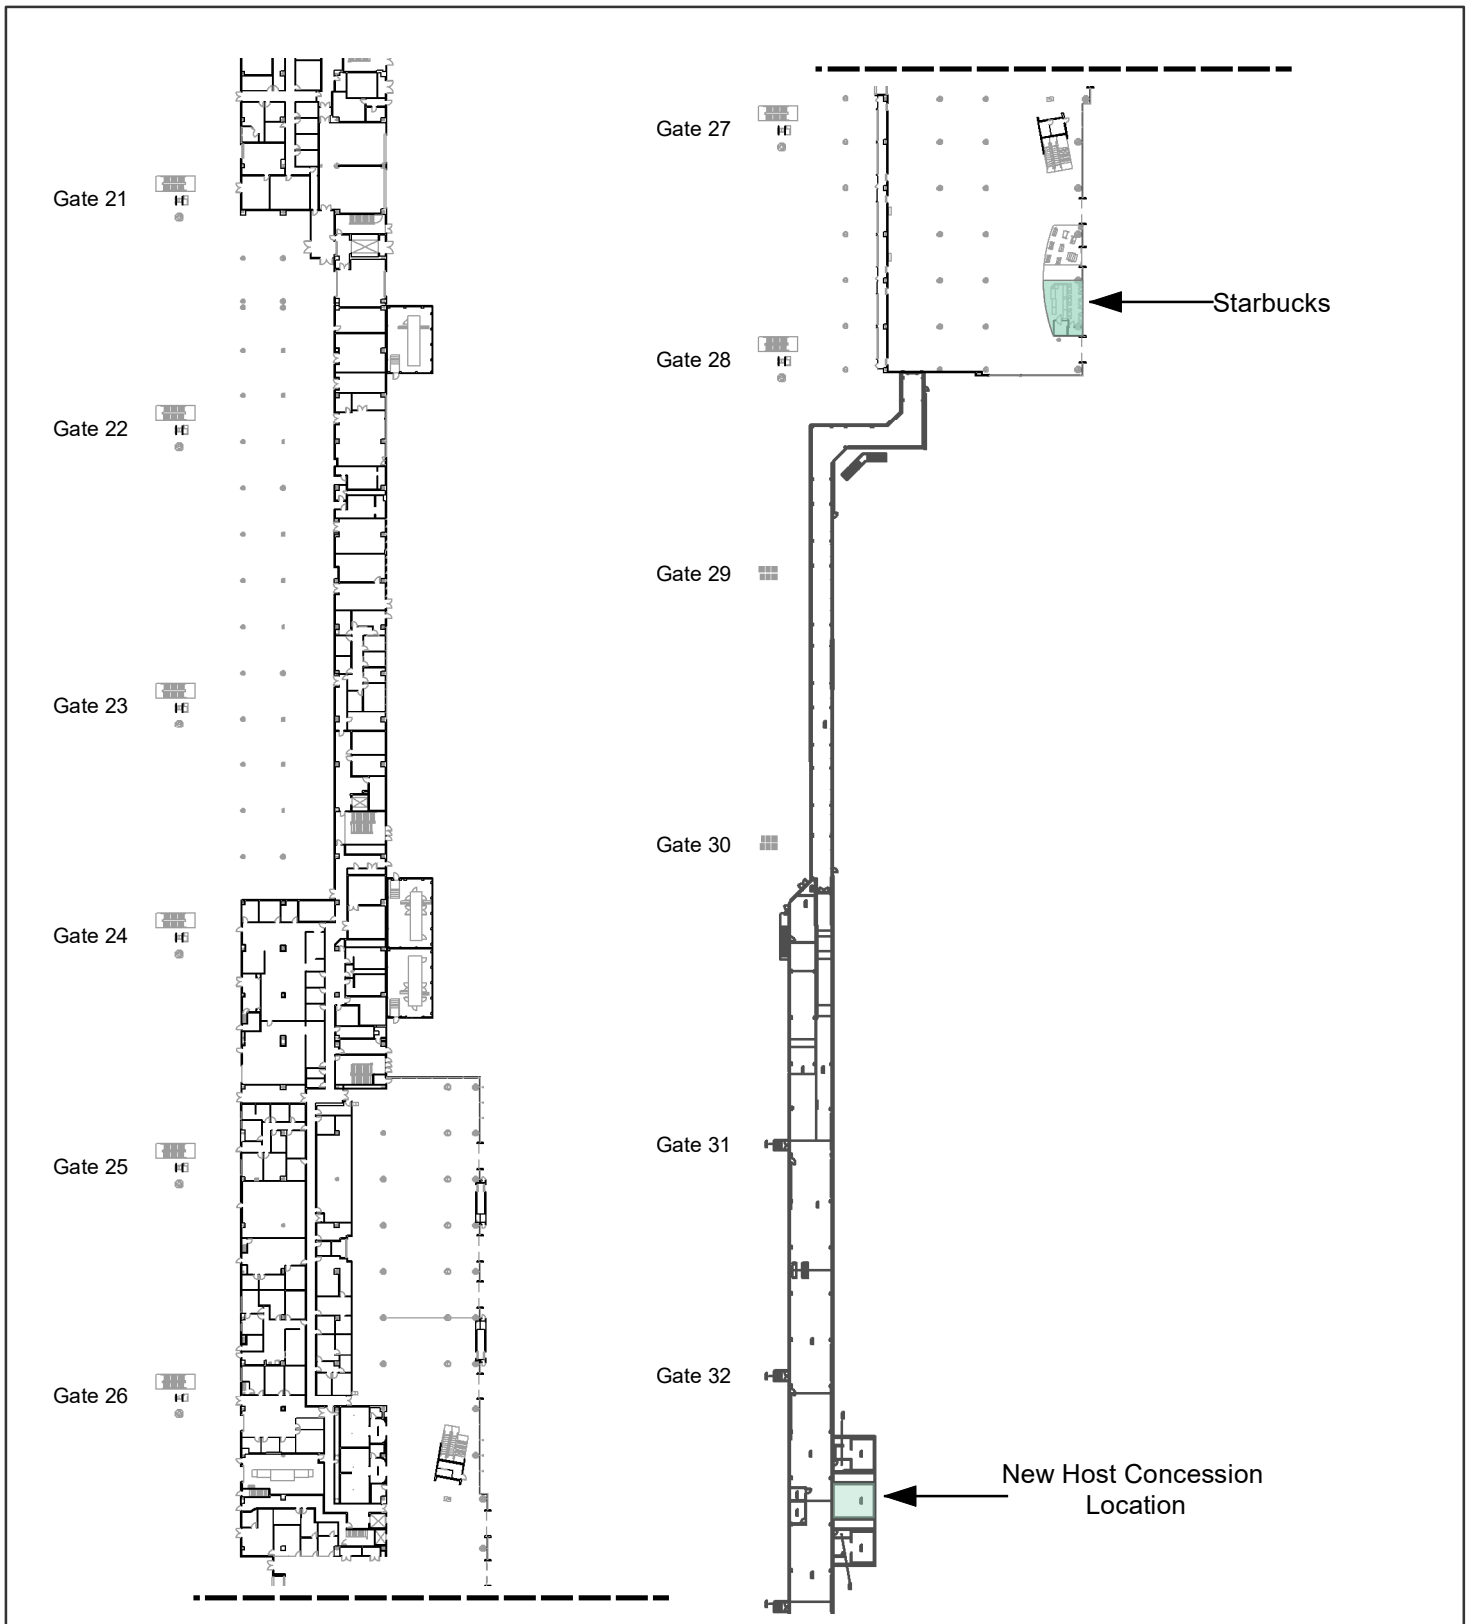 Gate 21
Gate 22
Gate 23
Gate 24
Gate 25
Gate 26
Gate 27
Starbucks
Gate 28
Gate 29
Gate 30
Gate 31
Gate 32
New Host Concession
Location